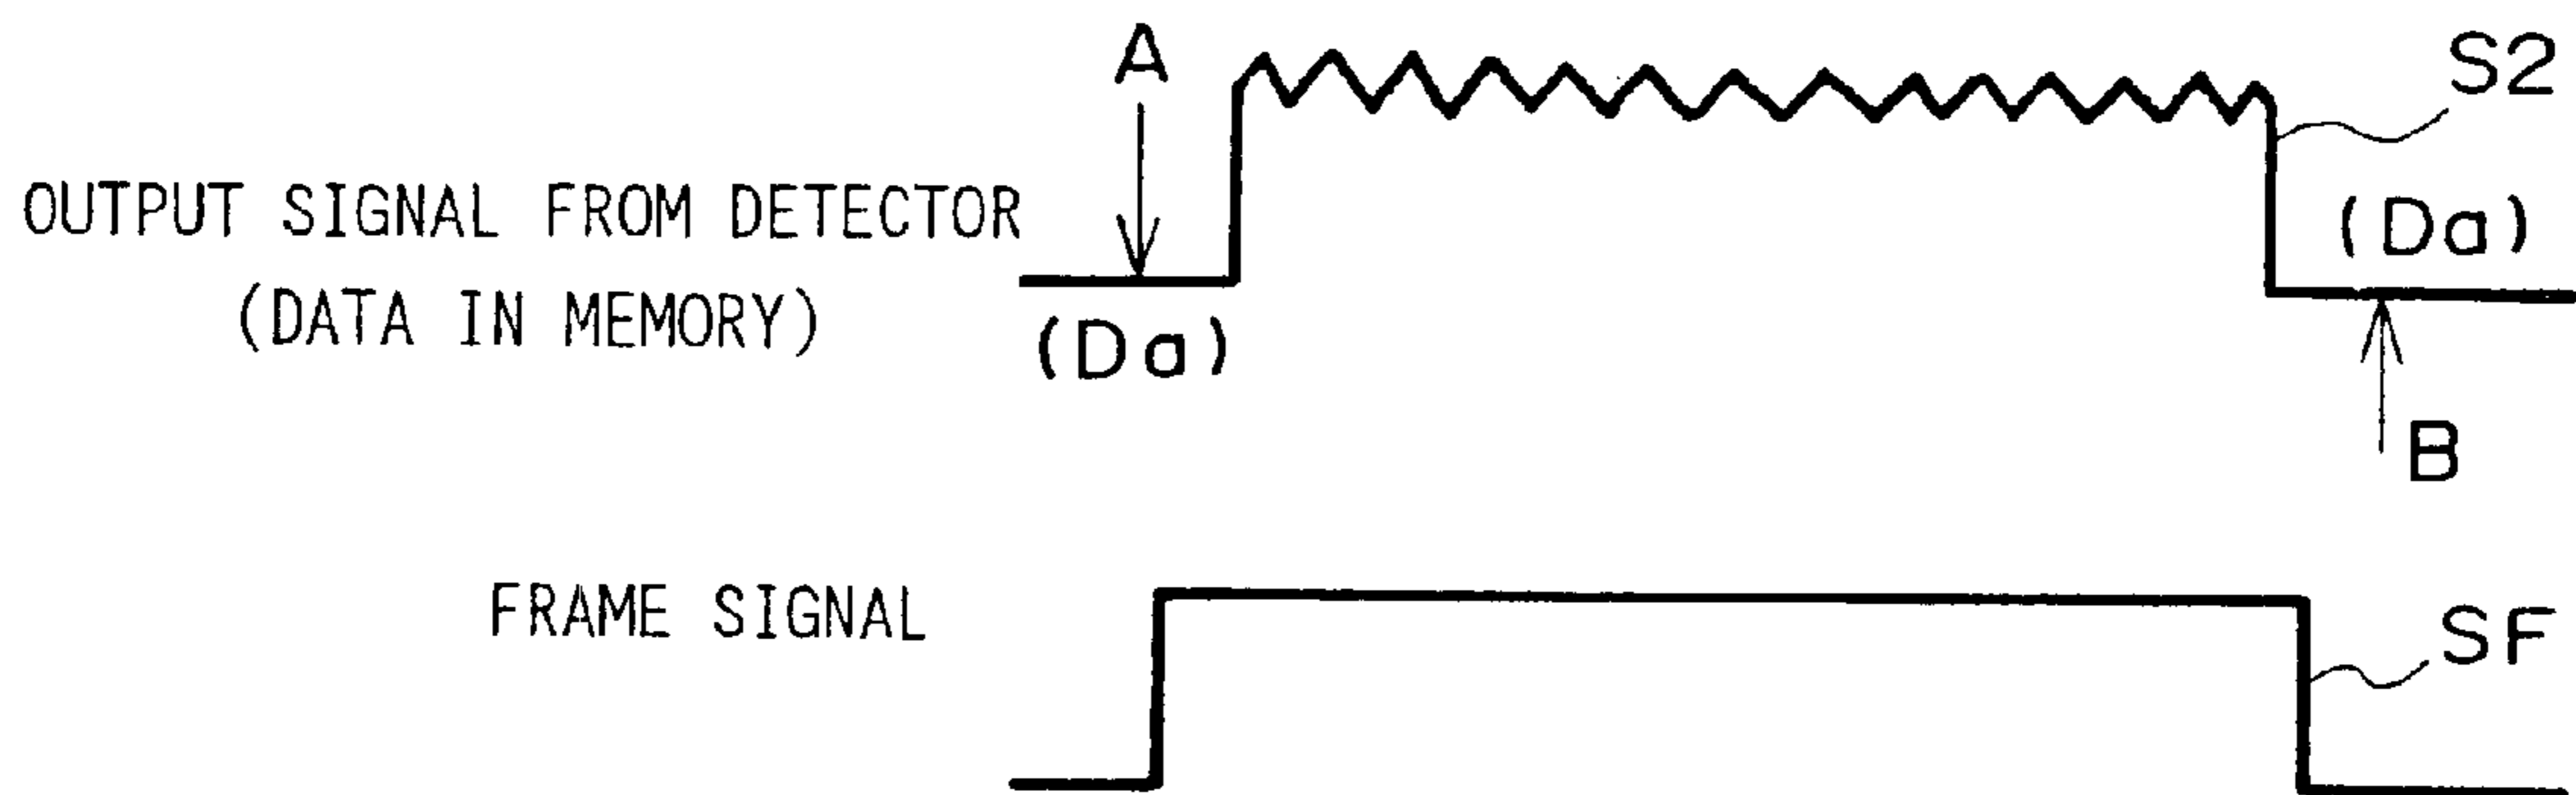 A
S2
OUTPUT SIGNAL FROM DETECTOR
(DATA IN MEMORY)
(Da)
(Da)
B
FRAME SIGNAL
SF